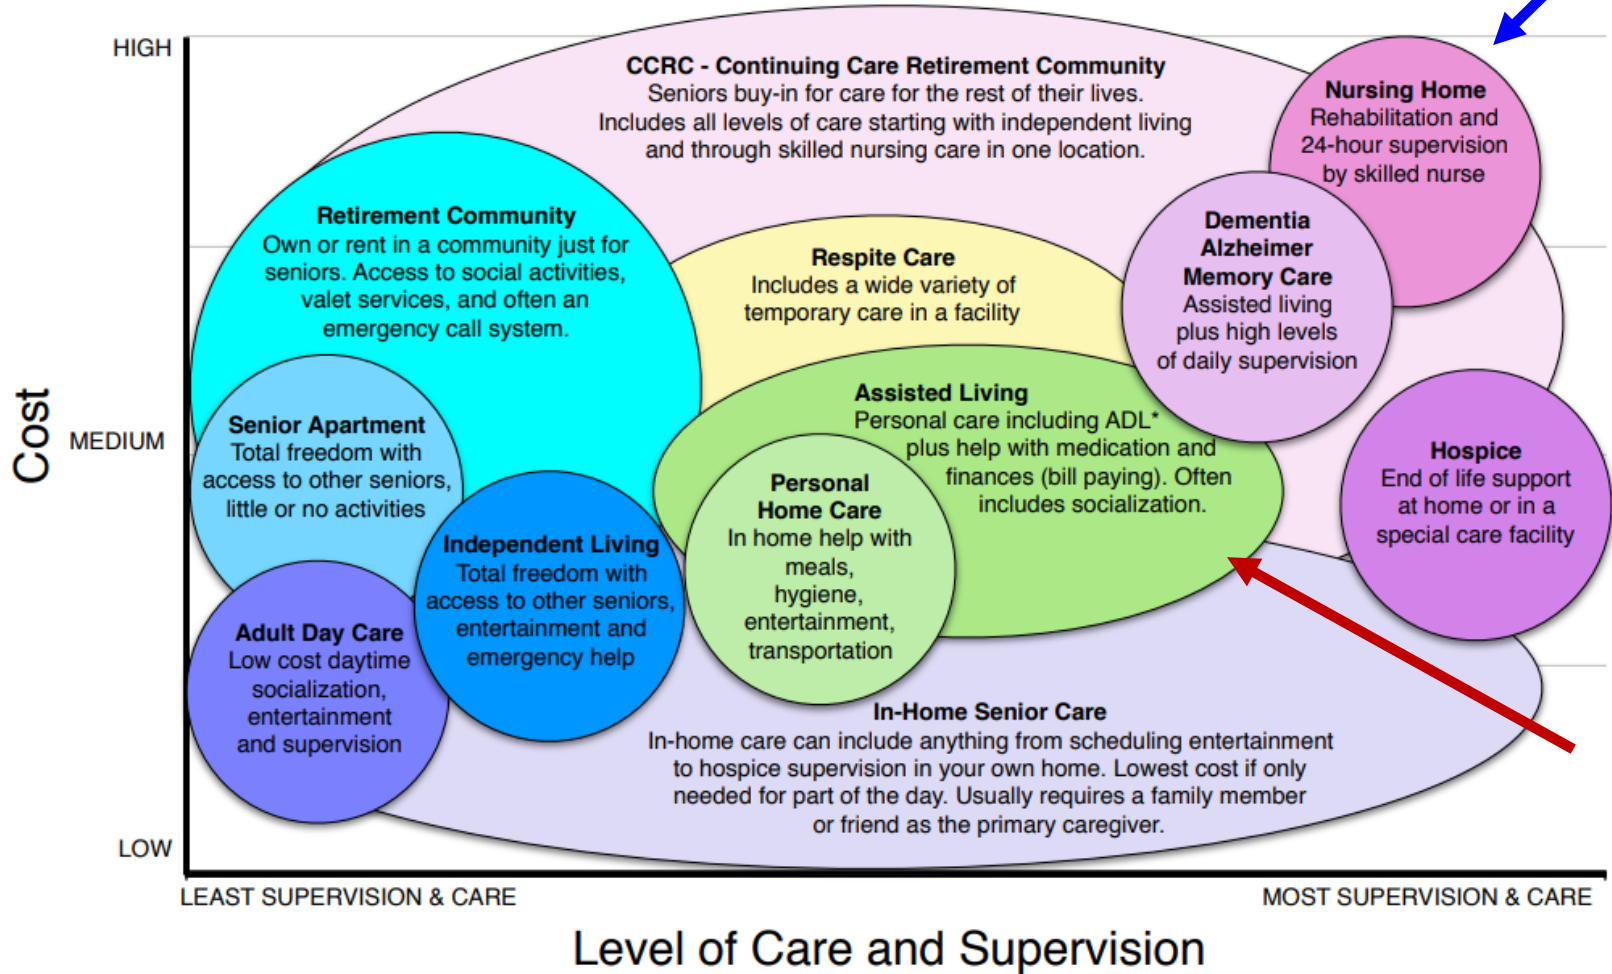 HIGH
CCRC - Continuing Care Retirement Community
Seniors buy-in for care for the rest of their lives.
Includes all levels of care starting with independent living
and through skilled nursing care in one location.
Nursing Home
Rehabilitation and
24-hour supervision
by skilled nurse
Retirement Community
Own or rent in a community just for
seniors. Access to social activities,
valet services, and often an
emergency call system.
Respite Care
Includes a wide variety of
temporary care in a facility
Dementia
Alzheimer
Memory Care
Assisted living
plus high levels
of daily supervision
Cost
MEDIUM
Senior Apartment
Total freedom with
access to other seniors,
little or no activities
Assisted Living
Personal care including ADL*
plus help with medication and
finances (bill paying). Often
includes socialization.
Personal
Home Care
In home help with
meals,
hygiene,
entertainment,
transportation
Hospice
End of life support
at home or in a
special care facility
Independent Living
Total freedom with
access to other seniors,
entertainment and
emergency help
Adult Day Care
Low cost daytime
socialization,
entertainment
and supervision
In-Home Senior Care
In-home care can include anything from scheduling entertainment
to hospice supervision in your own home. Lowest cost if only
needed for part of the day. Usually requires a family member
or friend as the primary caregiver.
LOW
LEAST SUPERVISION & CARE
MOST SUPERVISION & CARE
Level of Care and Supervision